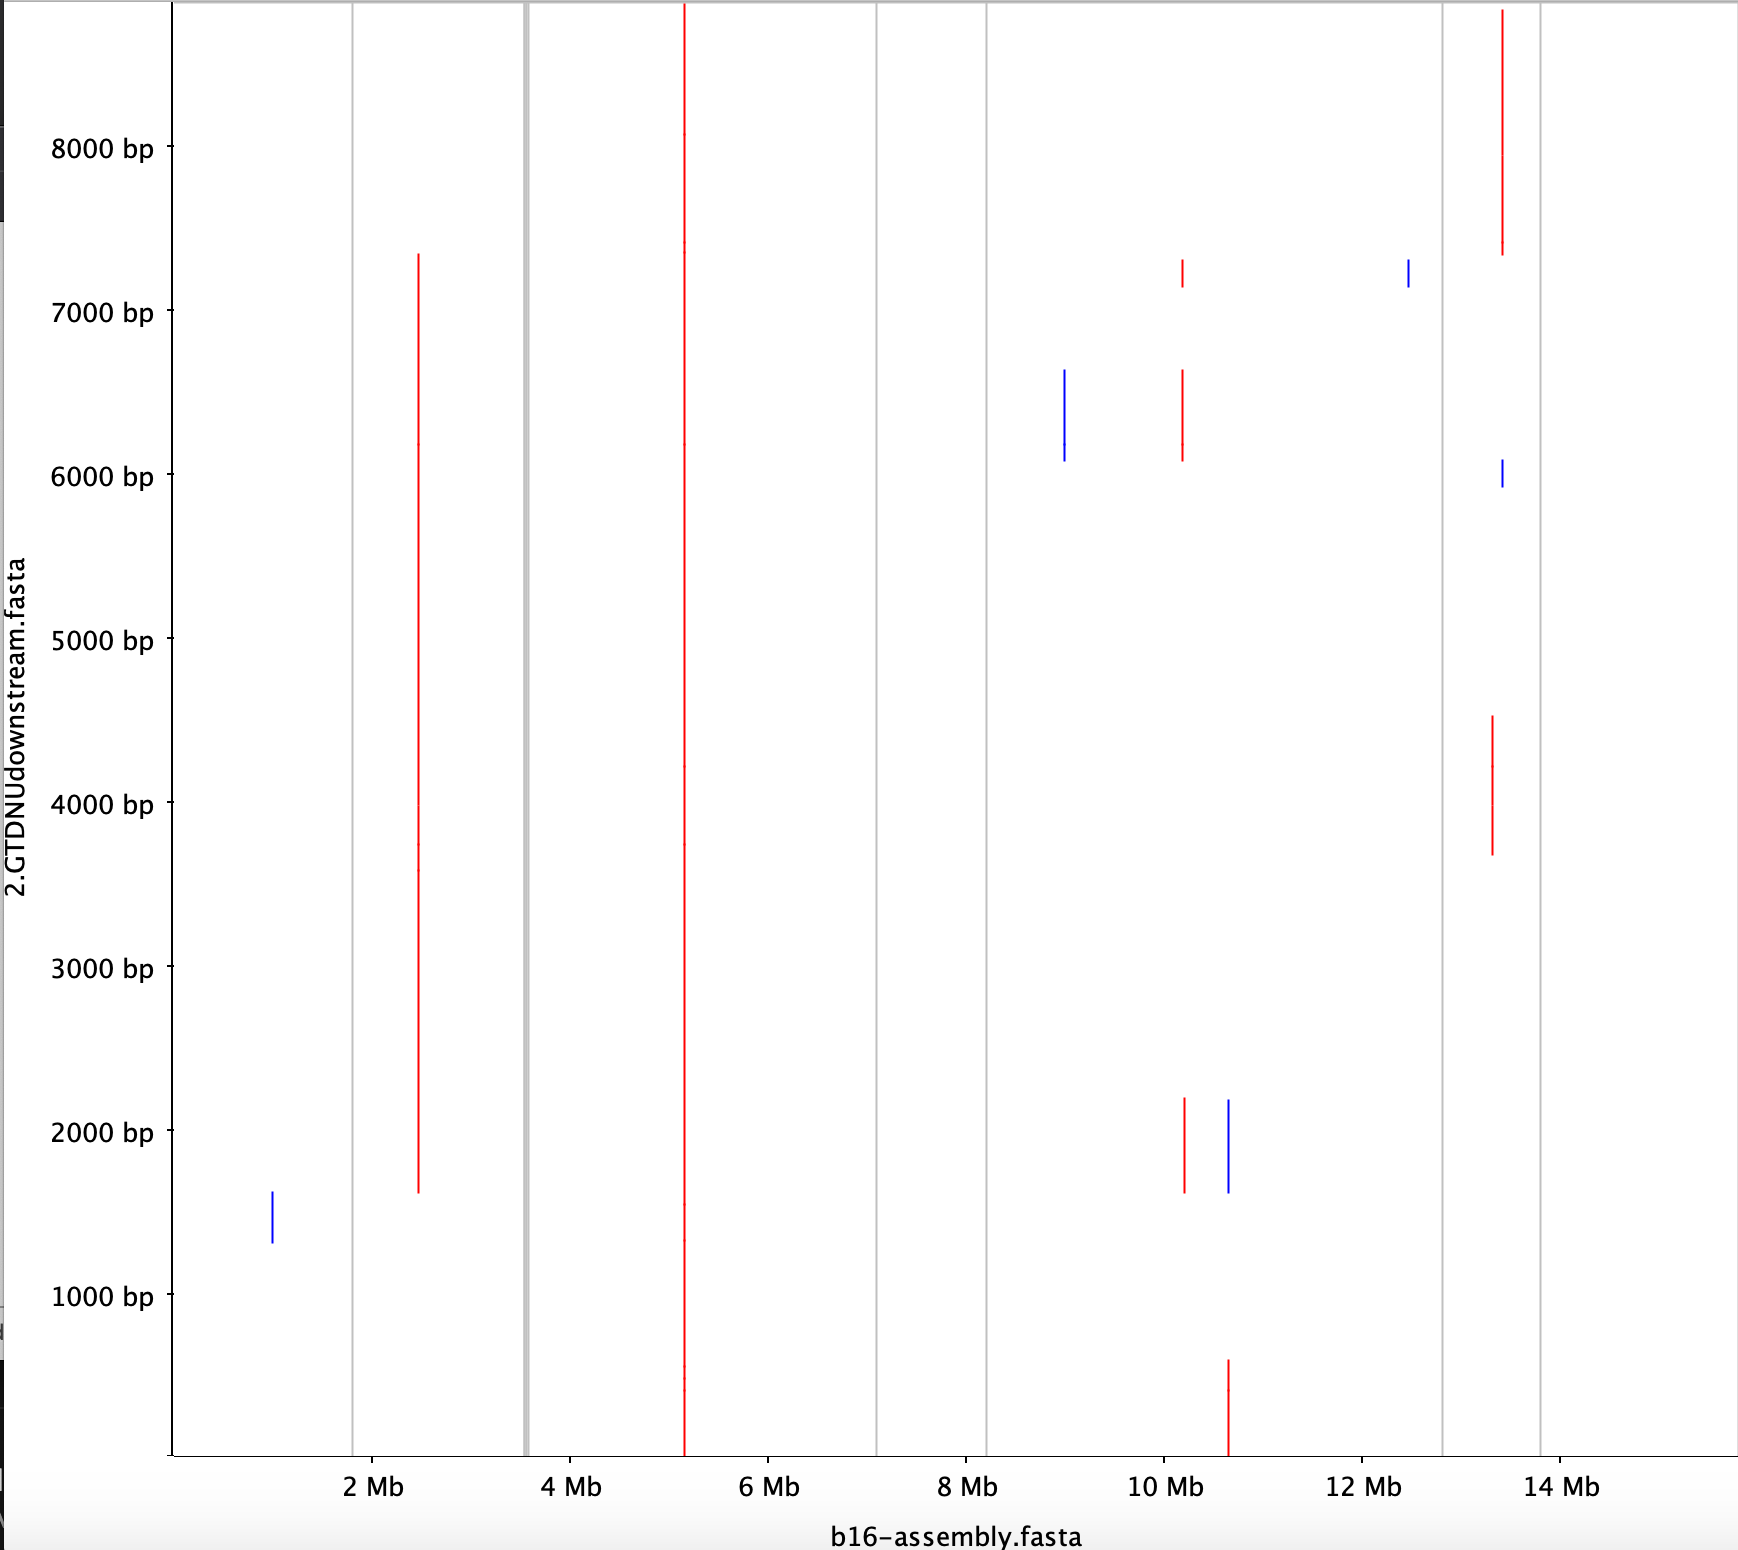 8000 bp
7000 bp
6000 bp
5000 bp
4000 bp
3000 bp
2000 bp
1000 bp
2.GTDNUdownstream.fasta
2 Mb
4 Mb
6 Mb
8 Mb
10 Mb
12 Mb
14 Mb
b16-assembly.fasta